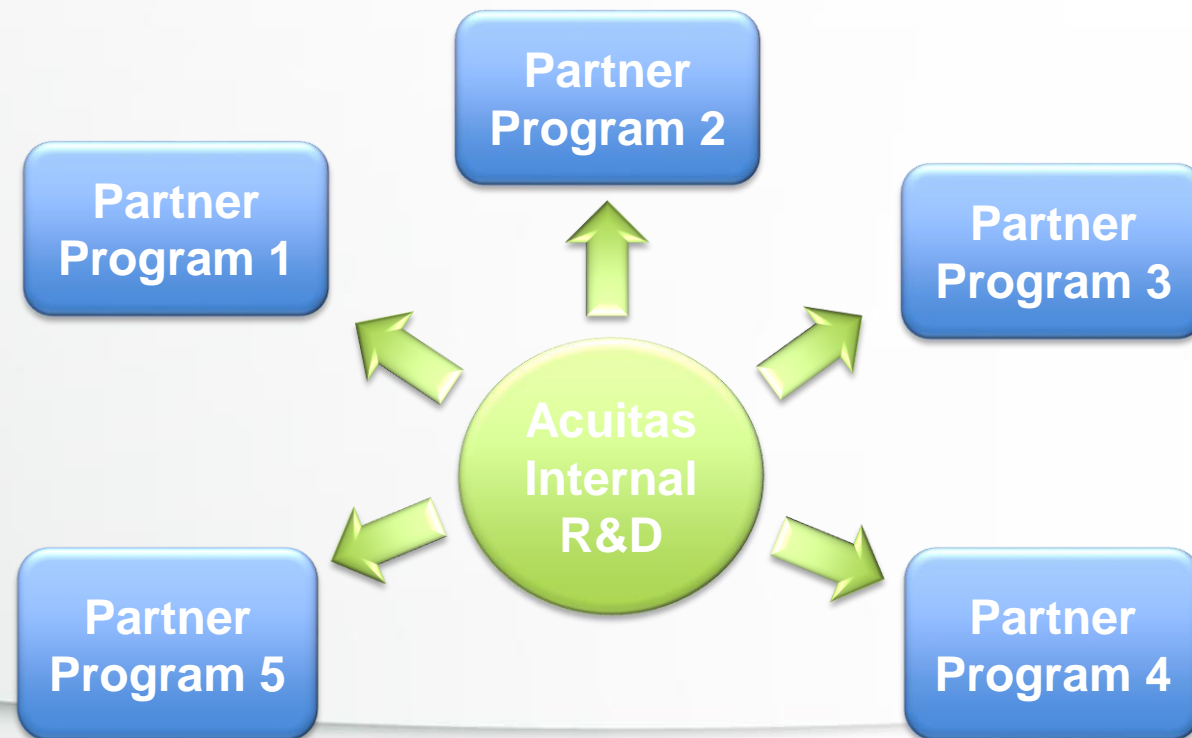 Partner
Program 2
Partner
Program 1
Partner
Program 3
Acuitas
Internal
R&D
Partner
Program 5
Partner
Program 4